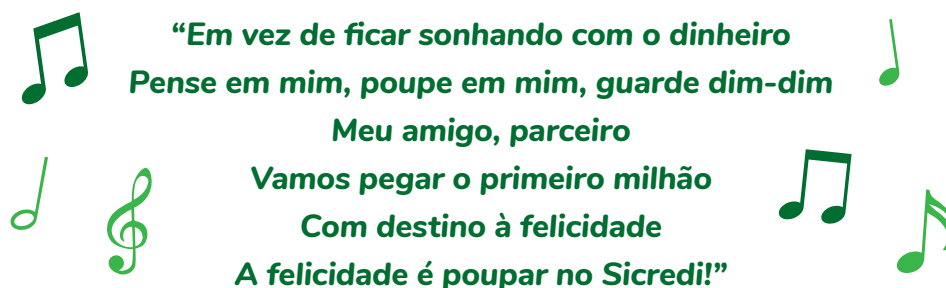 “Em vez de ficar sonhando com o dinheiro
Pense em mim, poupe em mim, guarde dim-dim
Meu amigo, parceiro
Vamos pegar o primeiro milhão
Com destino à felicidade
A felicidade é poupar no Sicredi!”